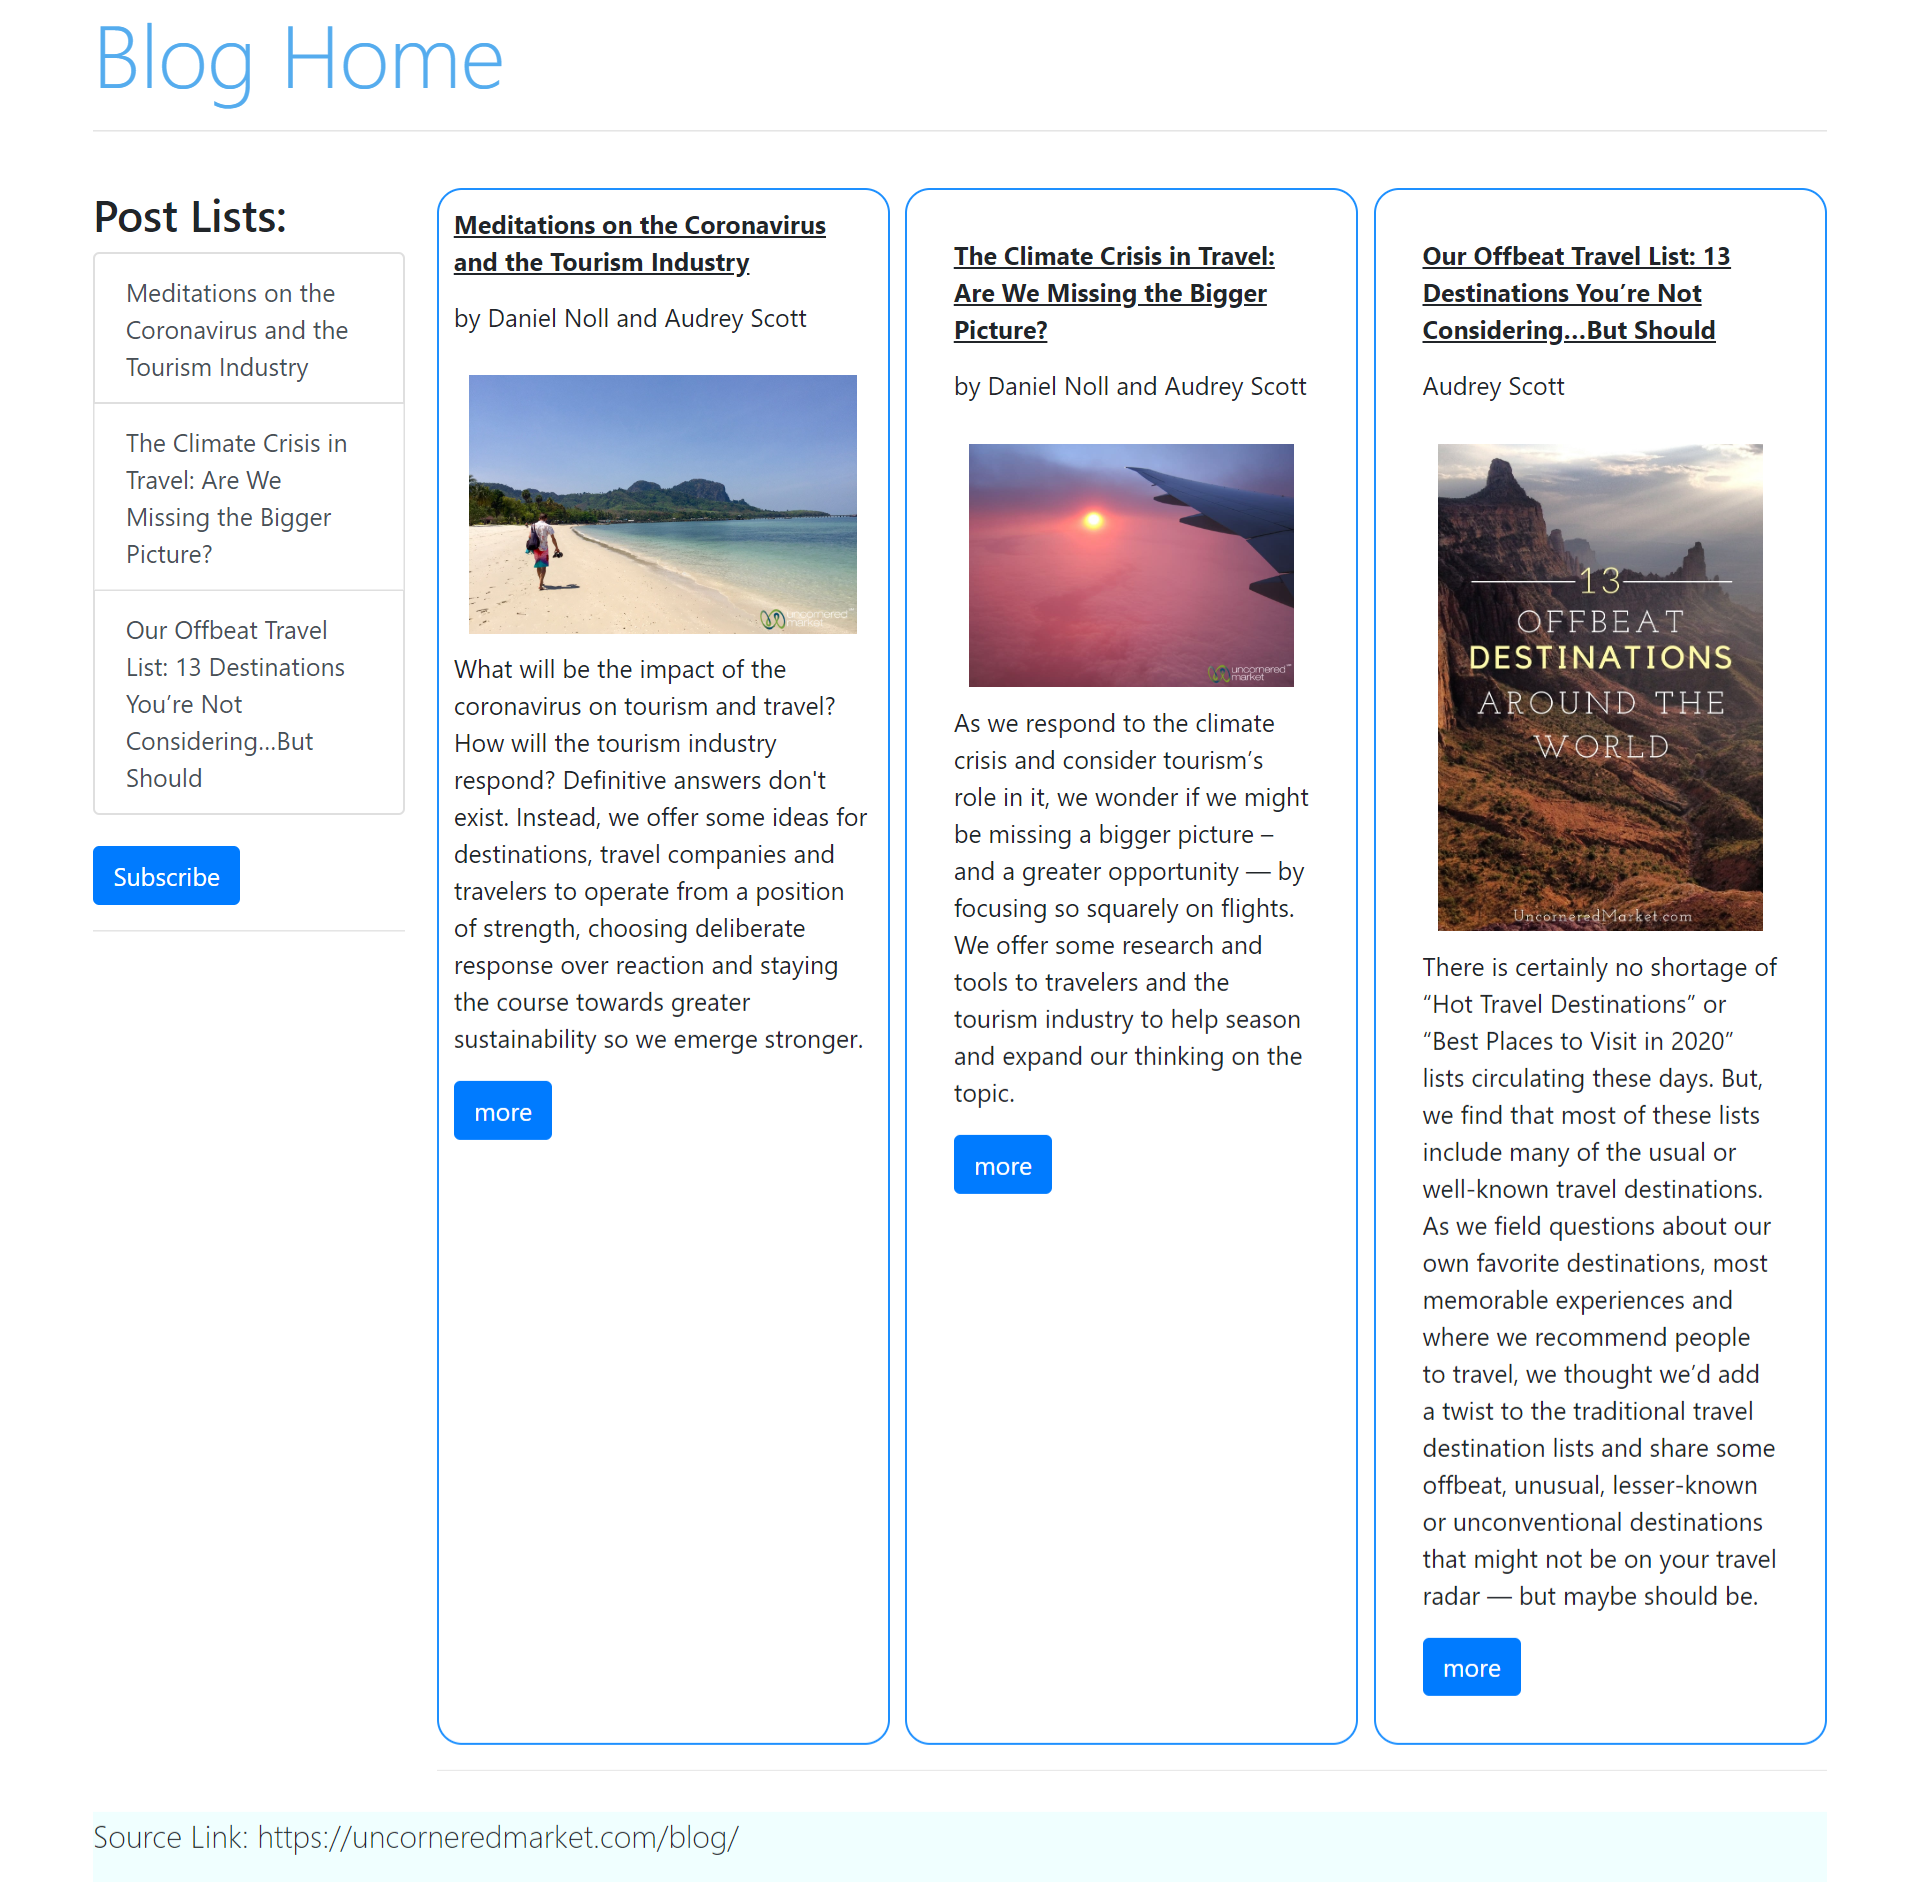 Blog Home
Post Lists:
Meditations on the
Coronavirus and the
Tourism Industry
The Climate Crisis in
Travel: Are We
Missing the Bigger
Picture?
Our Offbeat Travel
List: 13 Destinations
You’re Not
Considering…But
Should
Subscribe
Meditations on the Coronavirus
and the Tourism Industry
by Daniel Noll and Audrey Scott
uncornered
market
What will be the impact of the
coronavirus on tourism and travel?
How will the tourism industry
respond? Definitive answers don't
exist. Instead, we offer some ideas for
destinations, travel companies and
travelers to operate from a position
of strength, choosing deliberate
response over reaction and staying
the course towards greater
sustainability so we emerge stronger.
more
The Climate Crisis in Travel:
Are We Missing the Bigger
Picture?
by Daniel Noll and Audrey Scott
uncornered
market
As we respond to the climate
crisis and consider tourism’s
role in it, we wonder if we might
be missing a bigger picture –
and a greater opportunity — by
focusing so squarely on flights.
We offer some research and
tools to travelers and the
tourism industry to help season
and expand our thinking on the
topic.
more
Our Offbeat Travel List: 13
Destinations You’re Not
Considering…But Should
Audrey Scott
13
OFFBEAT
DESTINATIONS
AROUND THE
WORLD
UncorneredMarket.com
There is certainly no shortage of
“Hot Travel Destinations” or
“Best Places to Visit in 2020”
lists circulating these days. But,
we find that most of these lists
include many of the usual or
well-known travel destinations.
As we field questions about our
own favorite destinations, most
memorable experiences and
where we recommend people
to travel, we thought we’d add
a twist to the traditional travel
destination lists and share some
offbeat, unusual, lesser-known
or unconventional destinations
that might not be on your travel
radar — but maybe should be.
more
Source Link: https://uncorneredmarket.com/blog/